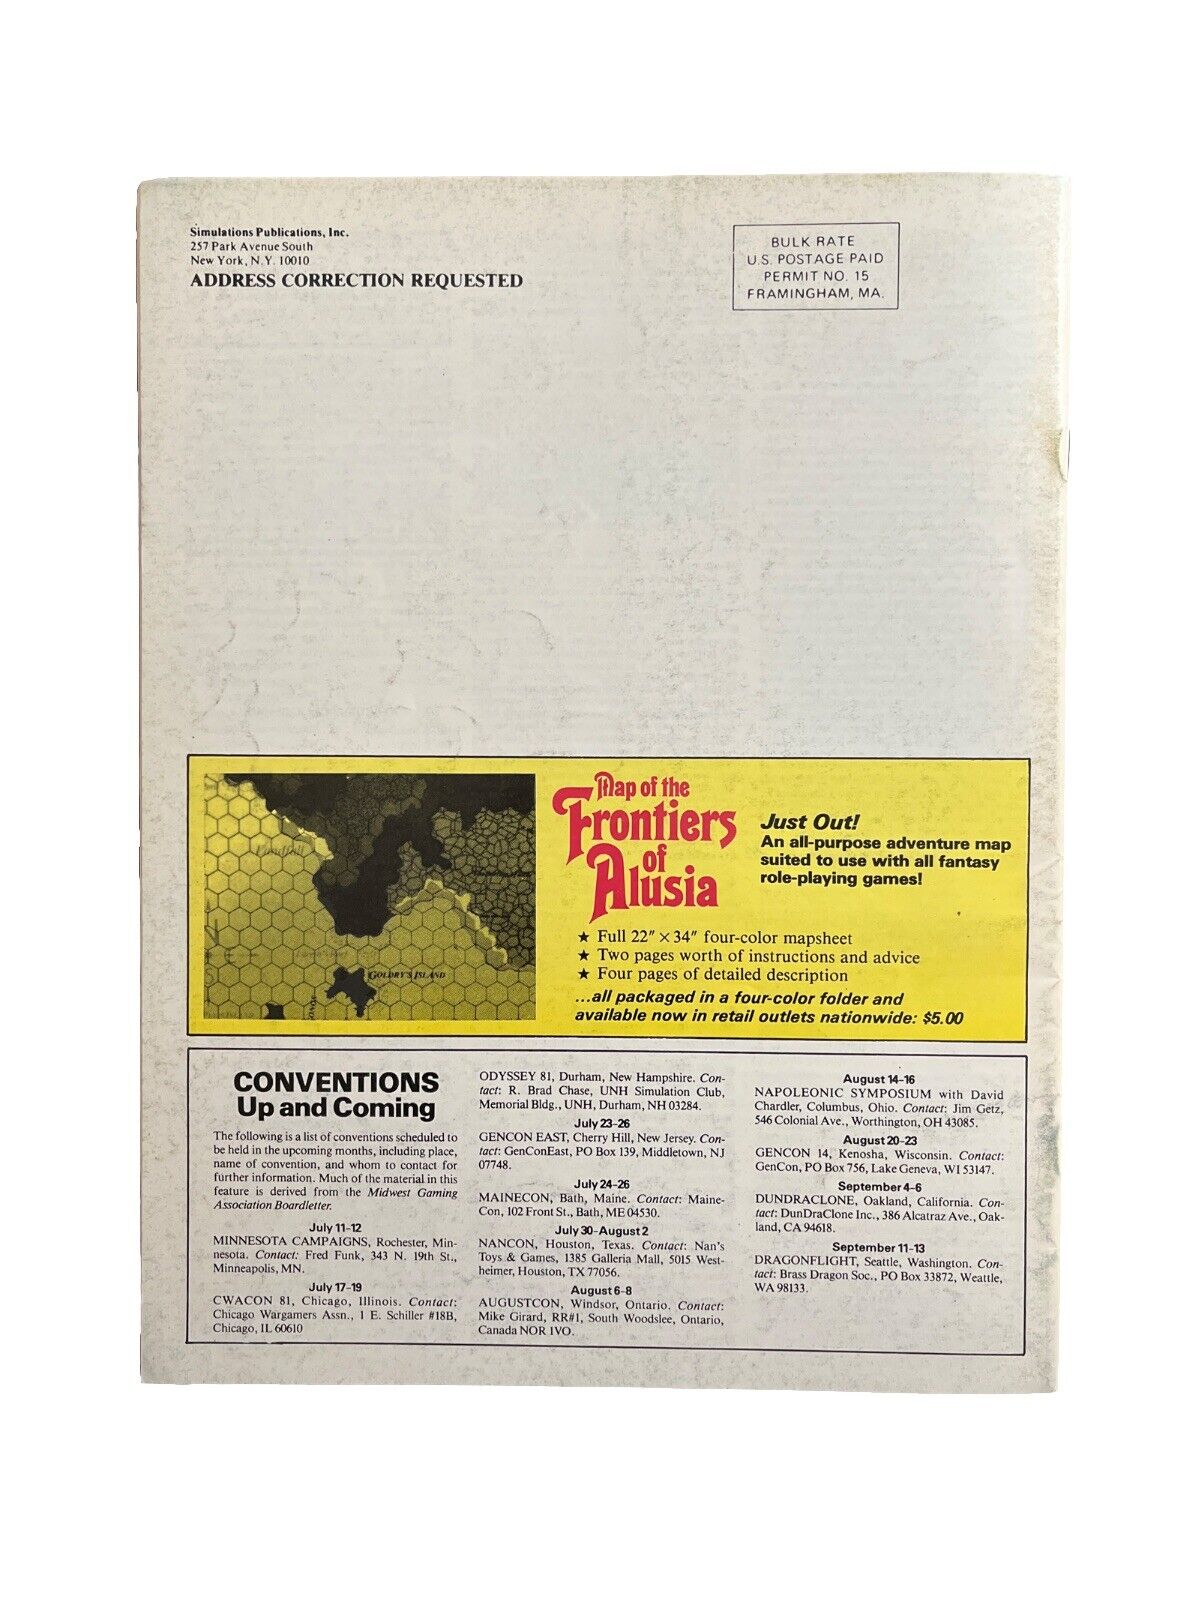 Simulations Publications, Inc.
257 Park Avenue South
New York, N.Y. 10010
ADDRESS CORRECTION REQUESTED
BULK RATE
U.S. POSTAGE PAID
PERMIT NO. 15
FRAMINGHAM, MA.
GOLDRY'S ISLAND
Map of the
Frontiers
of
Alusia
Just Out!
An all-purpose adventure map
suited to use with all fantasy
role-playing games!
★ Full 22" × 34" four-color mapsheet
★ Two pages worth of instructions and advice
★ Four pages of detailed description
...all packaged in a four-color folder and
available now in retail outlets nationwide: $5.00
CONVENTIONS
Up and Coming
The following is a list of conventions scheduled to
be held in the upcoming months, including place,
name of convention, and whom to contact for
further information. Much of the material in this
feature is derived from the Midwest Gaming
Association Boardletter.
July 11-12
MINNESOTA CAMPAIGNS, Rochester, Min-
nesota. Contact: Fred Funk, 343 N. 19th St.,
Minneapolis, MN.
July 17-19
CWACON 81, Chicago, Illinois. Contact:
Chicago Wargamers Assn., 1 E. Schiller #18B,
Chicago, IL 60610
ODYSSEY 81, Durham, New Hampshire. Con-
tact: R. Brad Chase, UNH Simulation Club,
Memorial Bldg., UNH, Durham, NH 03284.
July 23-26
GENCON EAST, Cherry Hill, New Jersey. Con-
tact: GenConEast, PO Box 139, Middletown, NJ
07748.
July 24-26
MAINECON, Bath, Maine. Contact: Maine-
Con, 102 Front St., Bath, ME 04530.
July 30-August 2
NANCON, Houston, Texas. Contact: Nan's
Toys & Games, 1385 Galleria Mall, 5015 West-
heimer, Houston, TX 77056.
August 6-8
AUGUSTCON, Windsor, Ontario. Contact:
Mike Girard, RR#1, South Woodslee, Ontario,
Canada NOR 1VO.
August 14-16
NAPOLEONIC SYMPOSIUM with David
Chardler, Columbus, Ohio. Contact: Jim Getz,
546 Colonial Ave., Worthington, OH 43085.
August 20-23
GENCON 14, Kenosha, Wisconsin. Contact:
GenCon, PO Box 756, Lake Geneva, WI 53147.
September 4-6
DUNDRACLONE, Oakland, California. Con-
tact: DunDraClone Inc., 386 Alcatraz Ave., Oak-
land, CA 94618.
September 11-13
DRAGONFLIGHT, Seattle, Washington. Con-
tact: Brass Dragon Soc., PO Box 33872, Weattle,
WA 98133.